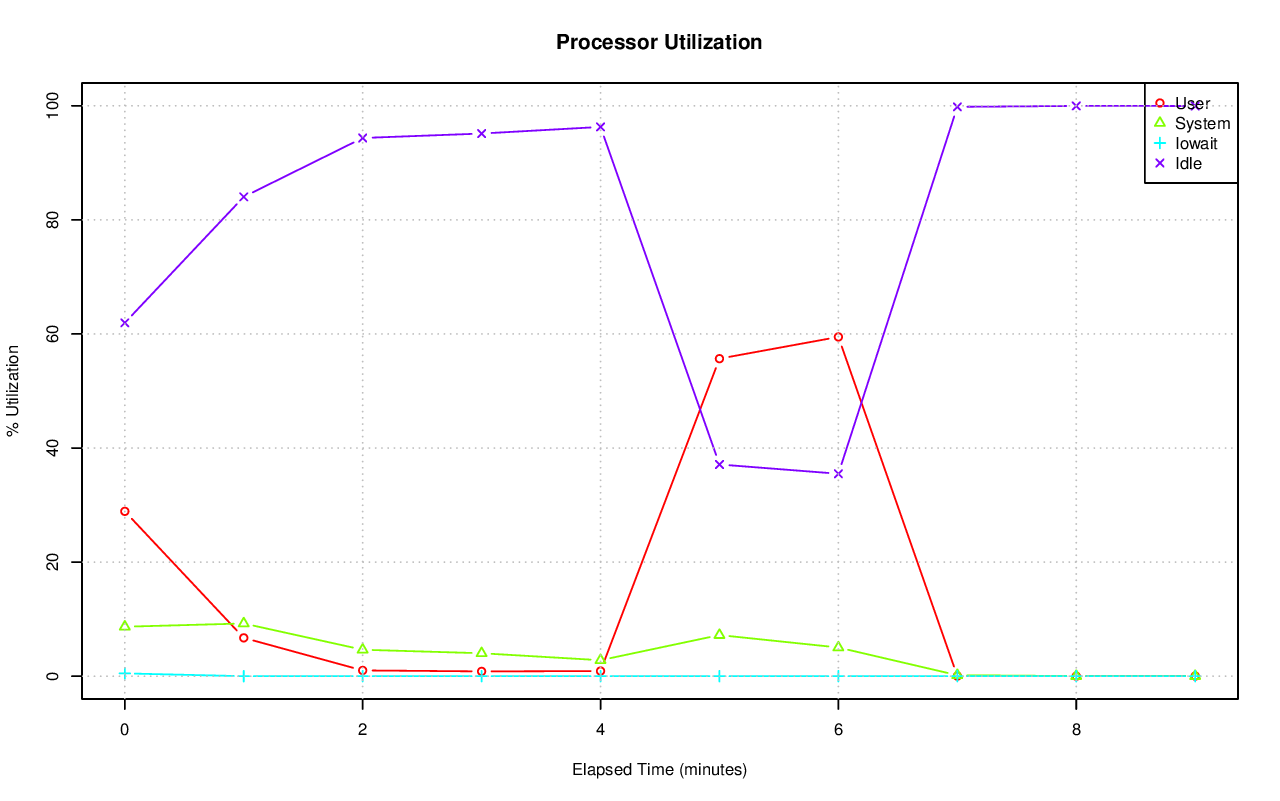 Processor Utilization
100
80
60
40
20
0
% Utilization
User
System
Iowait
Idle
0 2 4 6 8
Elapsed Time (minutes)